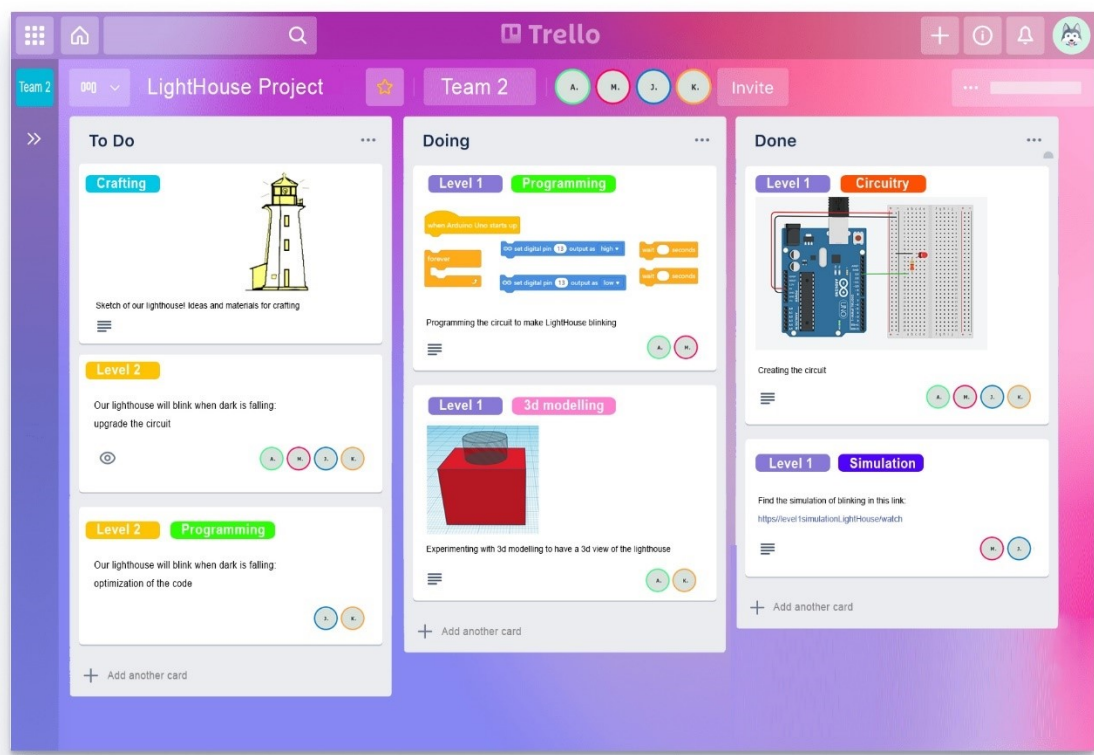 Trello
Team 2
LightHouse Project
Team 2
A.
M.
J.
K.
Invite
To Do
Crafting
Sketch of our lighthouse! Ideas and materials for crafting
Level 2
Our lighthouse will blink when dark is falling:
upgrade the circuit
A.
M.
J.
K.
Level 2
Programming
Our lighthouse will blink when dark is falling:
optimization of the code
J.
K.
Add another card
Doing
Level 1
Programming
when Arduino Uno starts up
forever
set digital pin 13 output as high
wait seconds
set digital pin 13 output as low
wait seconds
Programming the circuit to make LightHouse blinking
A.
M.
Level 1
3d modelling
Experimenting with 3d modelling to have a 3d view of the lighthouse
A.
K.
Add another card
Done
Level 1
Circuitry
UNO
Creating the circuit
A.
M.
J.
K.
Level 1
Simulation
Find the simulation of blinking in this link:
https//level1simulationLightHouse/watch
M.
J.
Add another card